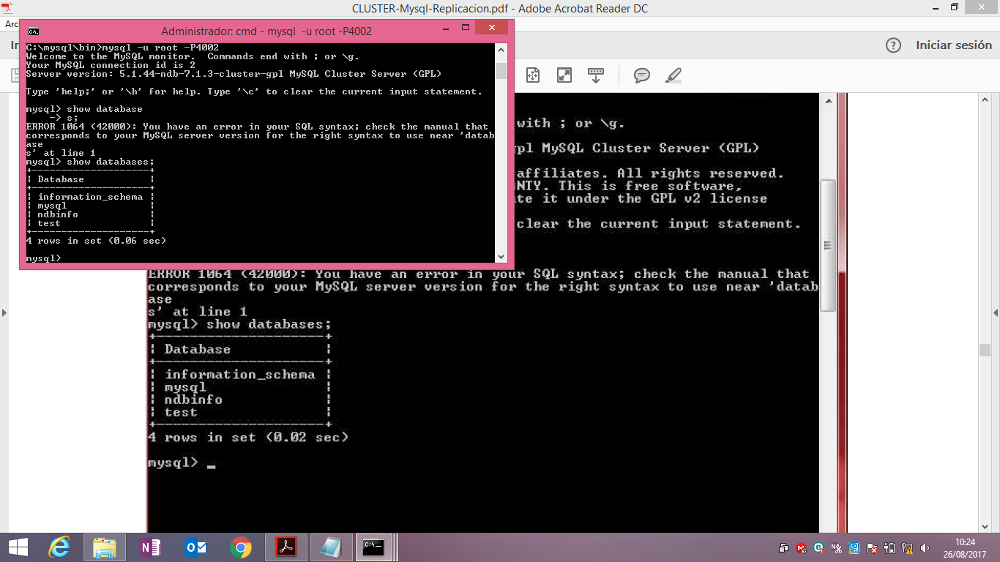 CLUSTER-Mysql-Replicacion.pdf - Adobe Acrobat Reader DC
Arc
Iniciar sesión
Administrador: cmd - mysql -u root -P4002
C:\mysql\bin>mysql -u root -P4002
Welcome to the MySQL monitor.  Commands end with ; or \g.
Your MySQL connection id is 2
Server version: 5.1.44-ndb-7.1.3-cluster-gpl MySQL Cluster Server (GPL)
Type 'help;' or '\h' for help. Type '\c' to clear the current input statement.
mysql> show database
    -> s;
ERROR 1064 (42000): You have an error in your SQL syntax; check the manual that
corresponds to your MySQL server version for the right syntax to use near 'datab
ase
s' at line 1
mysql> show databases;
+--------------------+
| Database           |
+--------------------+
| information_schema |
| mysql              |
| ndbinfo            |
| test               |
+--------------------+
4 rows in set (0.06 sec)
mysql>
with ; or \g.
gpl MySQL Cluster Server (GPL)
affiliates. All rights reserved.
NTY. This is free software,
te it under the GPL v2 license
clear the current input statement.
ERROR 1064 (42000): You have an error in your SQL syntax; check the manual that
corresponds to your MySQL server version for the right syntax to use near 'datab
ase
s' at line 1
mysql> show databases;
+--------------------+
| Database           |
+--------------------+
| information_schema |
| mysql              |
| ndbinfo            |
| test               |
+--------------------+
4 rows in set (0.02 sec)
mysql> _
10:24
26/08/2017